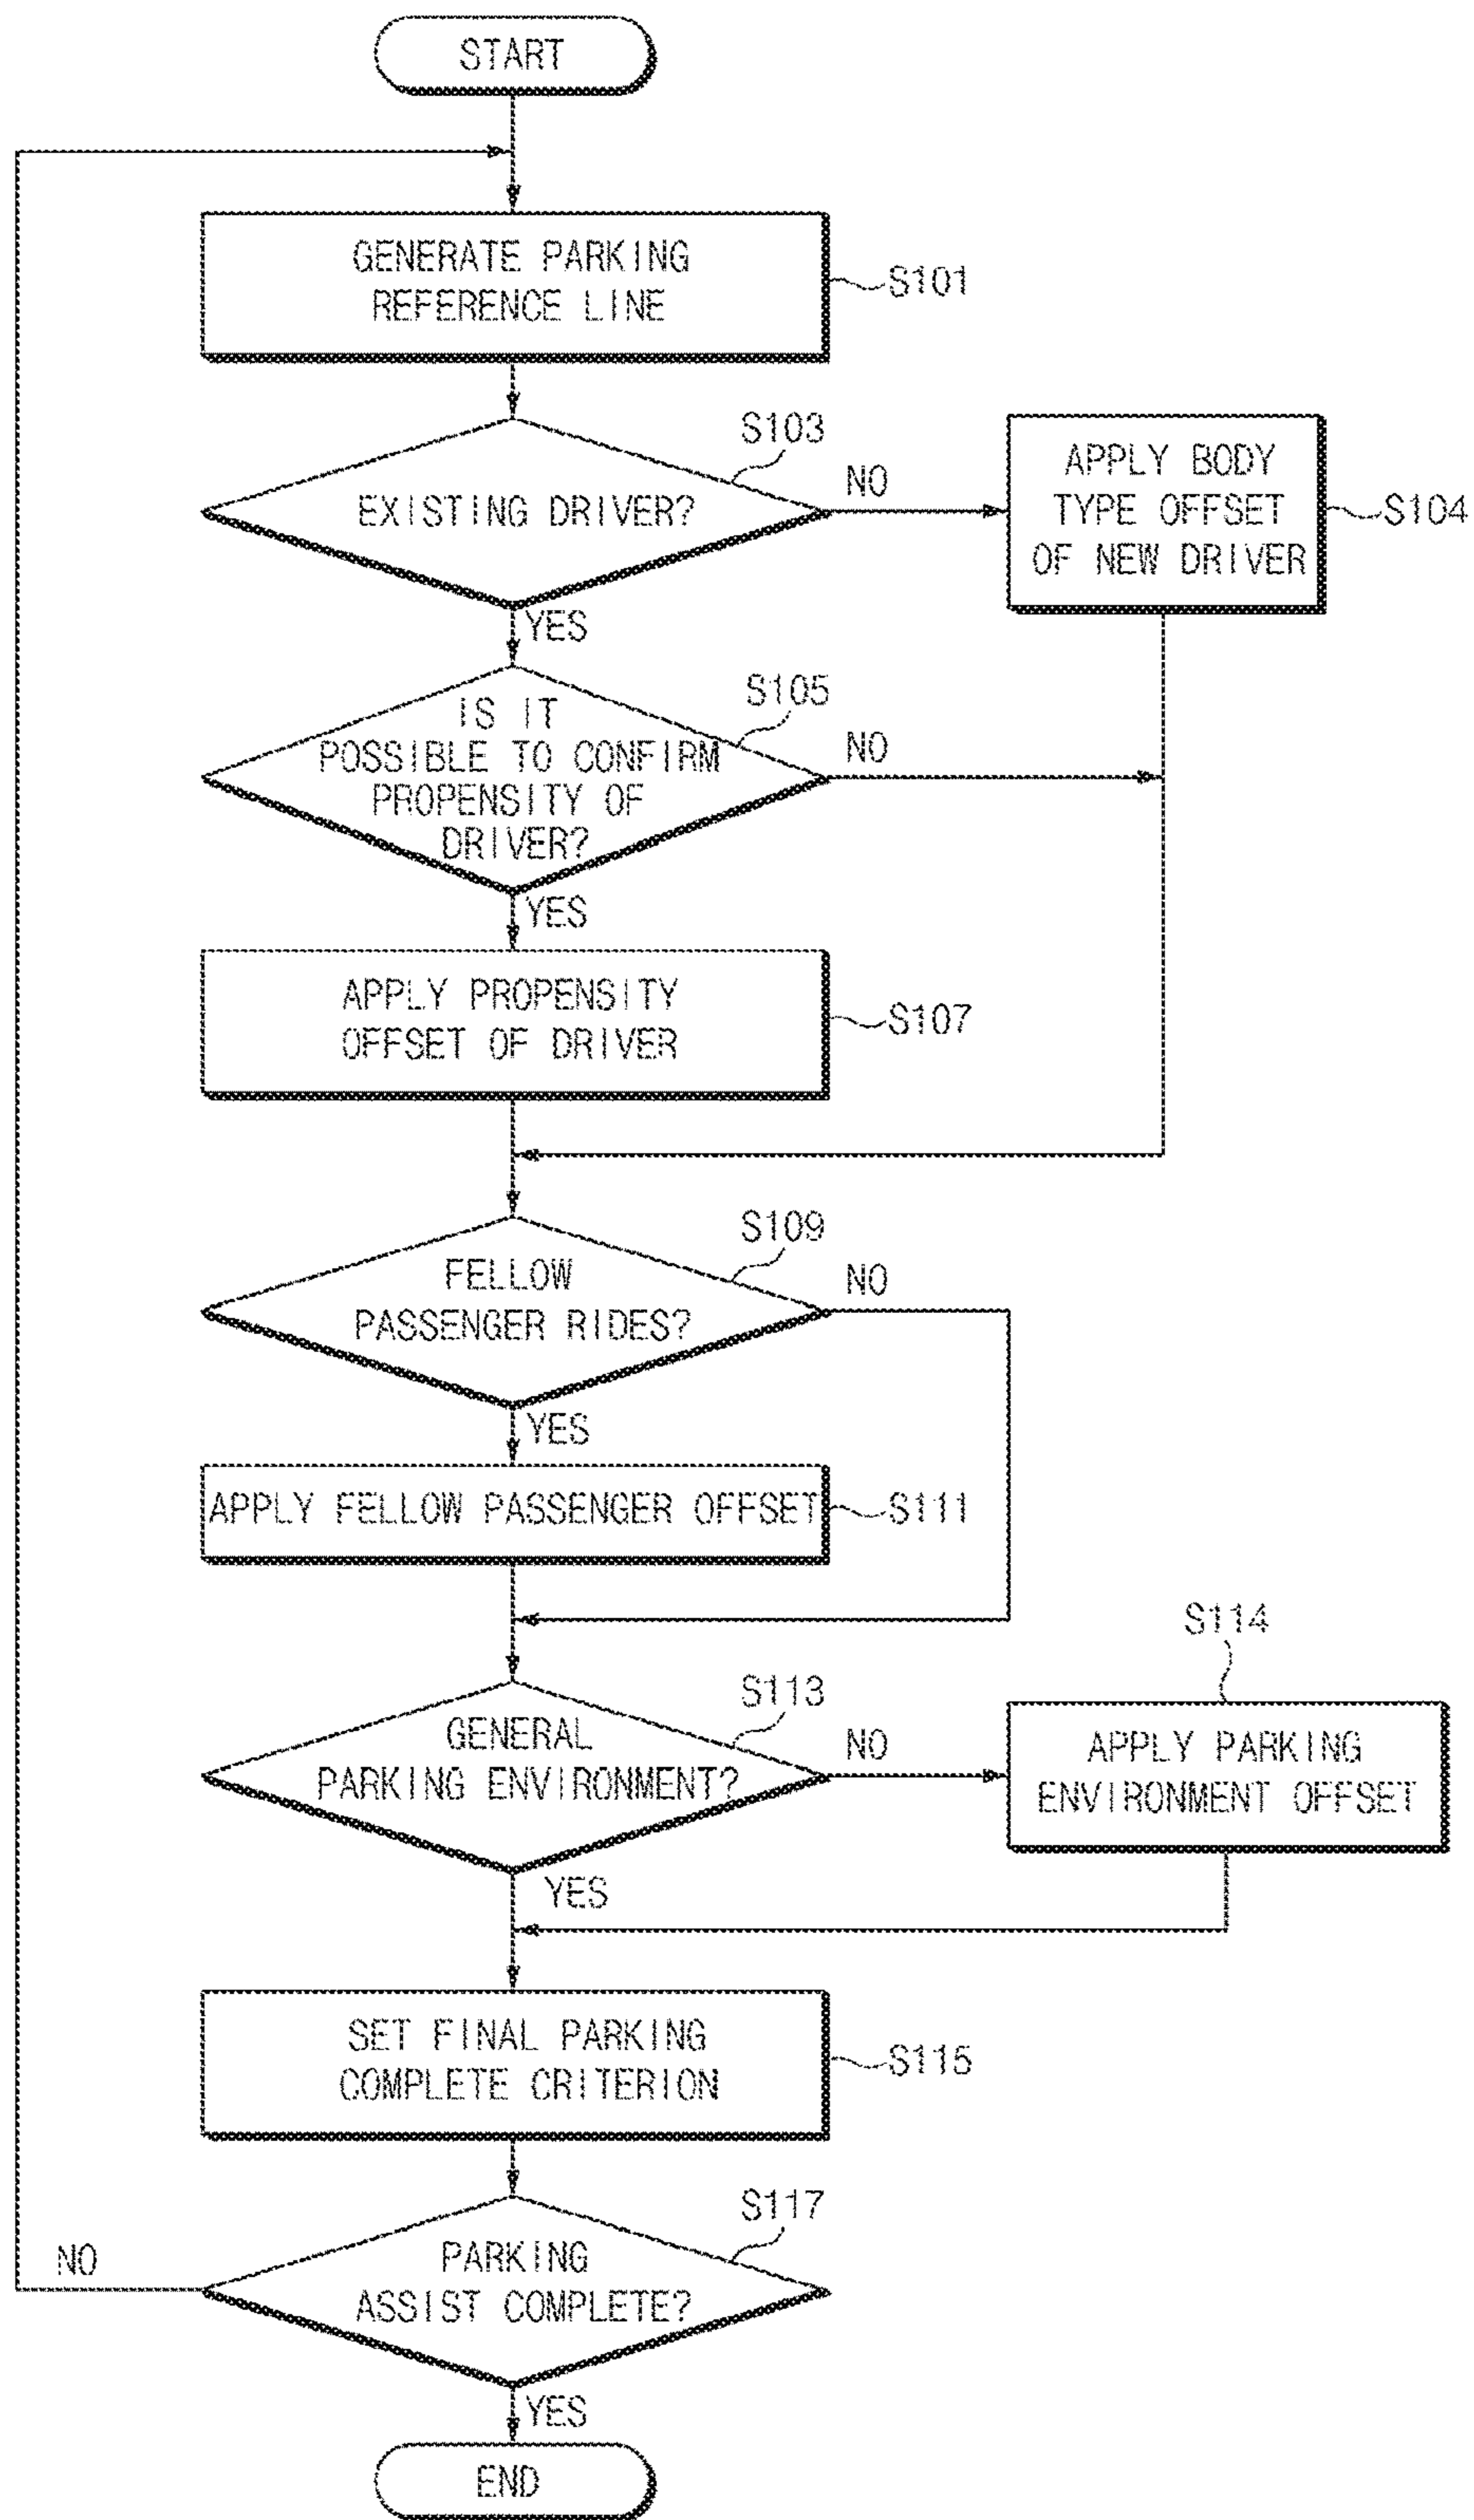 START
GENERATE PARKING
REFERENCE LINE
S101
S103
EXISTING DRIVER?
NO
YES
APPLY BODY
TYPE OFFSET
OF NEW DRIVER
S104
S105
IS IT
POSSIBLE TO CONFIRM
PROPENSITY OF
DRIVER?
NO
YES
APPLY PROPENSITY
OFFSET OF DRIVER
S107
S109
FELLOW
PASSENGER RIDES?
NO
YES
APPLY FELLOW PASSENGER OFFSET
S111
S113
GENERAL
PARKING ENVIRONMENT?
NO
YES
S114
APPLY PARKING
ENVIRONMENT OFFSET
SET FINAL PARKING
COMPLETE CRITERION
S115
S117
PARKING
ASSIST COMPLETE?
NO
YES
END